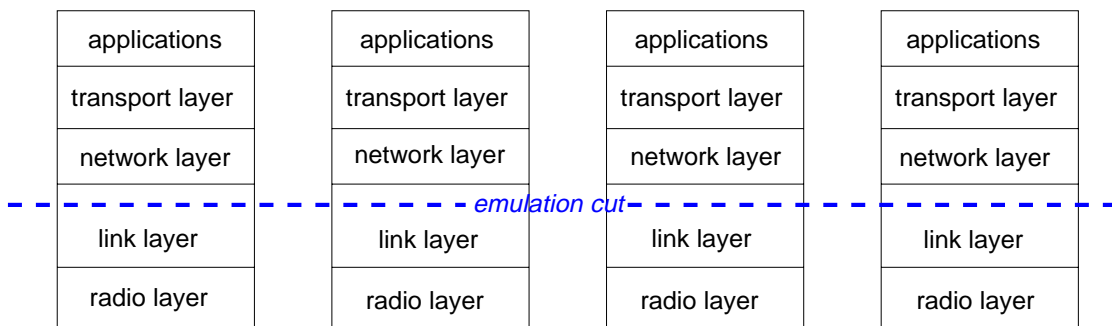 applications applications applications applications
transport layer transport layer transport layer transport layer
network layer network layer network layer network layer
emulation cut
link layer link layer link layer link layer
radio layer radio layer radio layer radio layer